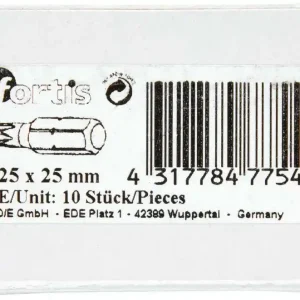 fortis
25 x 25 mm
4 317784 7754
E/Unit: 10 Stück/Pieces
D/E GmbH - EDE Platz 1 - 42389 Wuppertal - Germany